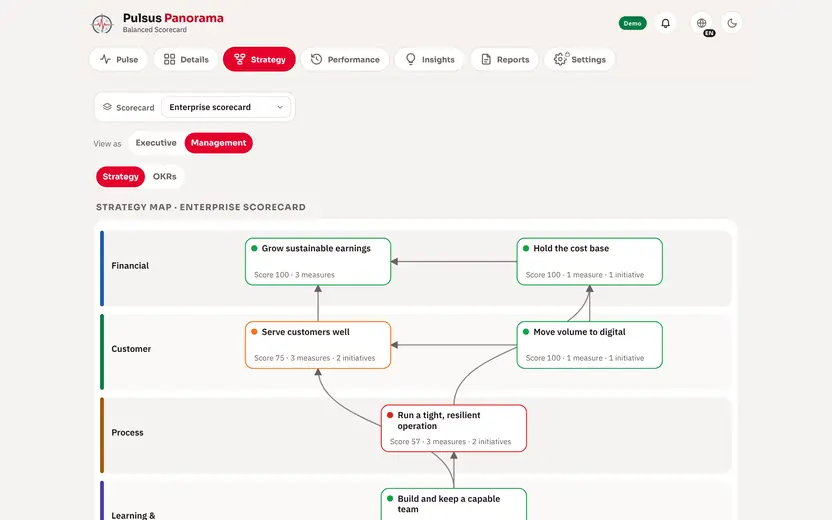 Pulsus Panorama
Balanced Scorecard
Demo
EN
Pulse
Details
Strategy
Performance
Insights
Reports
Settings
Scorecard
Enterprise scorecard
View as
Executive
Management
Strategy
OKRs
STRATEGY MAP · ENTERPRISE SCORECARD
Financial
Grow sustainable earnings
Score 100 · 3 measures
Hold the cost base
Score 100 · 1 measure · 1 initiative
Customer
Serve customers well
Score 75 · 3 measures · 2 initiatives
Move volume to digital
Score 100 · 1 measure · 1 initiative
Process
Run a tight, resilient
operation
Score 57 · 3 measures · 2 initiatives
Learning &
Build and keep a capable
team